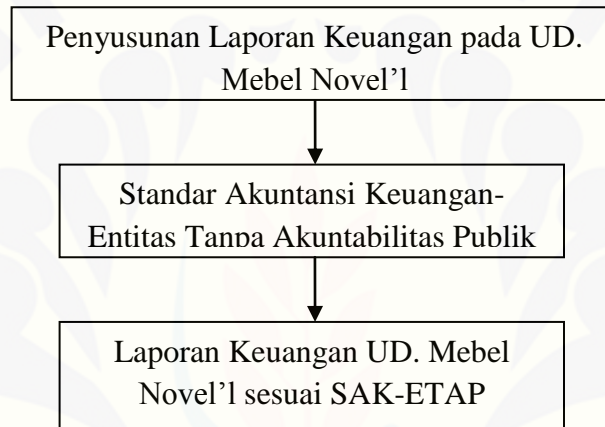 Penyusunan Laporan Keuangan pada UD.
Mebel Novel’l
Standar Akuntansi Keuangan-
Entitas Tanpa Akuntabilitas Publik
Laporan Keuangan UD. Mebel
Novel’l sesuai SAK-ETAP